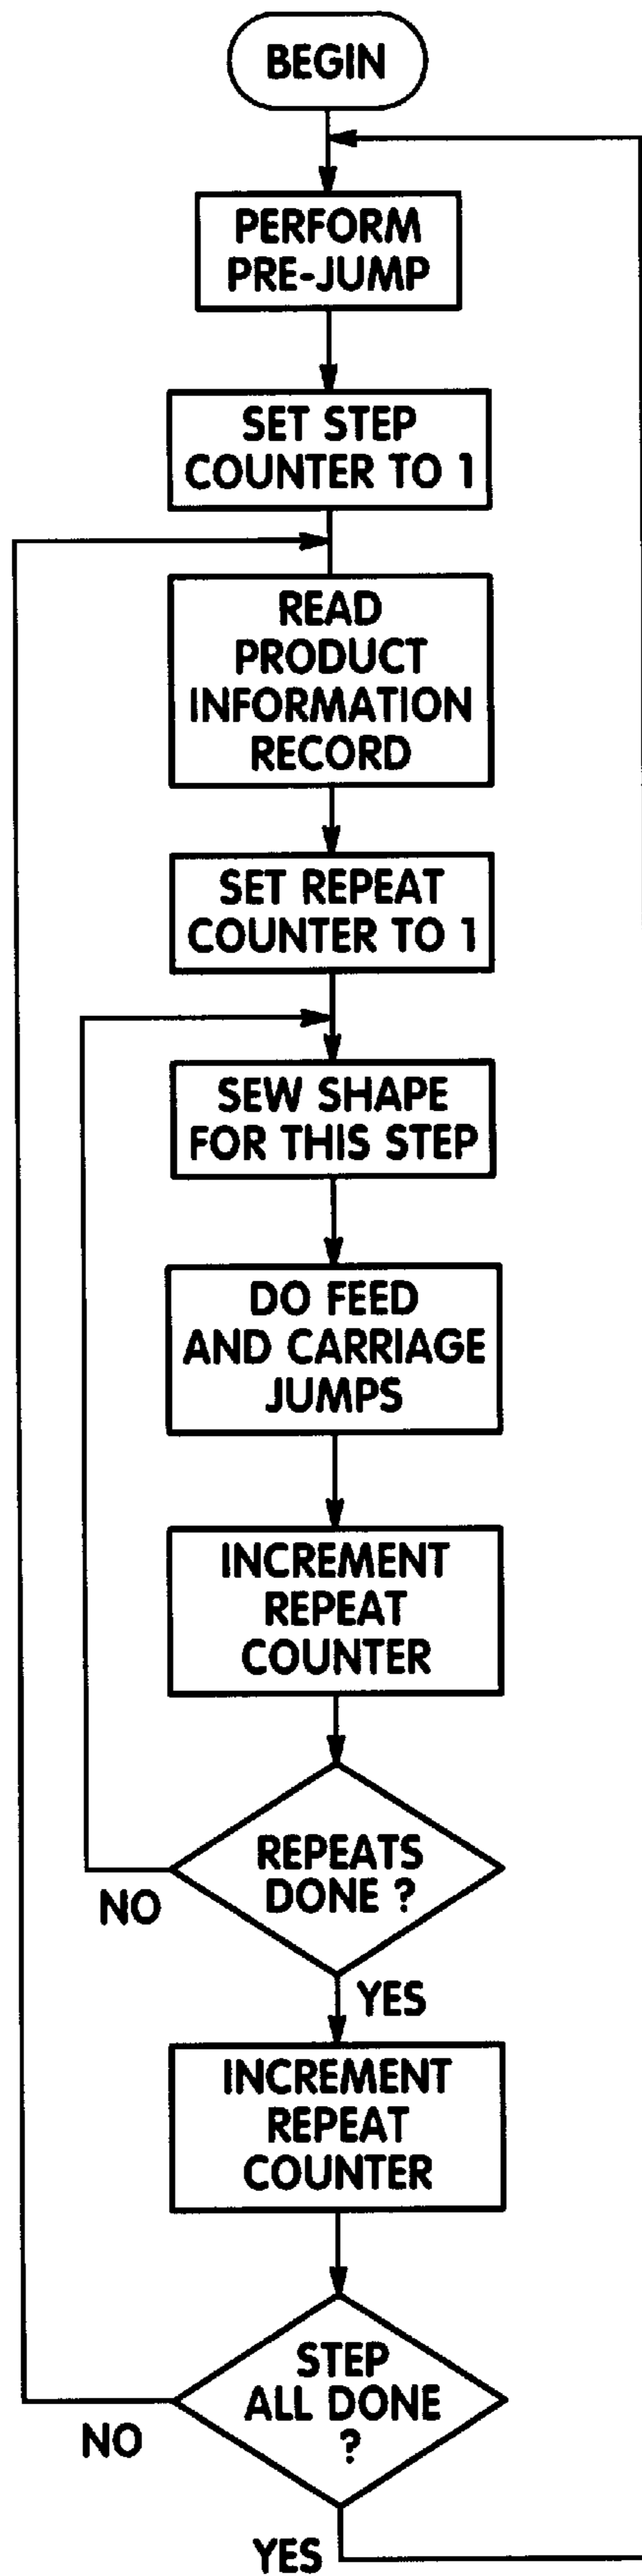 BEGIN
PERFORM
PRE-JUMP
SET STEP
COUNTER TO 1
READ
PRODUCT
INFORMATION
RECORD
SET REPEAT
COUNTER TO 1
SEW SHAPE
FOR THIS STEP
DO FEED
AND CARRIAGE
JUMPS
INCREMENT
REPEAT
COUNTER
REPEATS
DONE ?
NO
YES
INCREMENT
REPEAT
COUNTER
STEP
ALL DONE
?
NO
YES